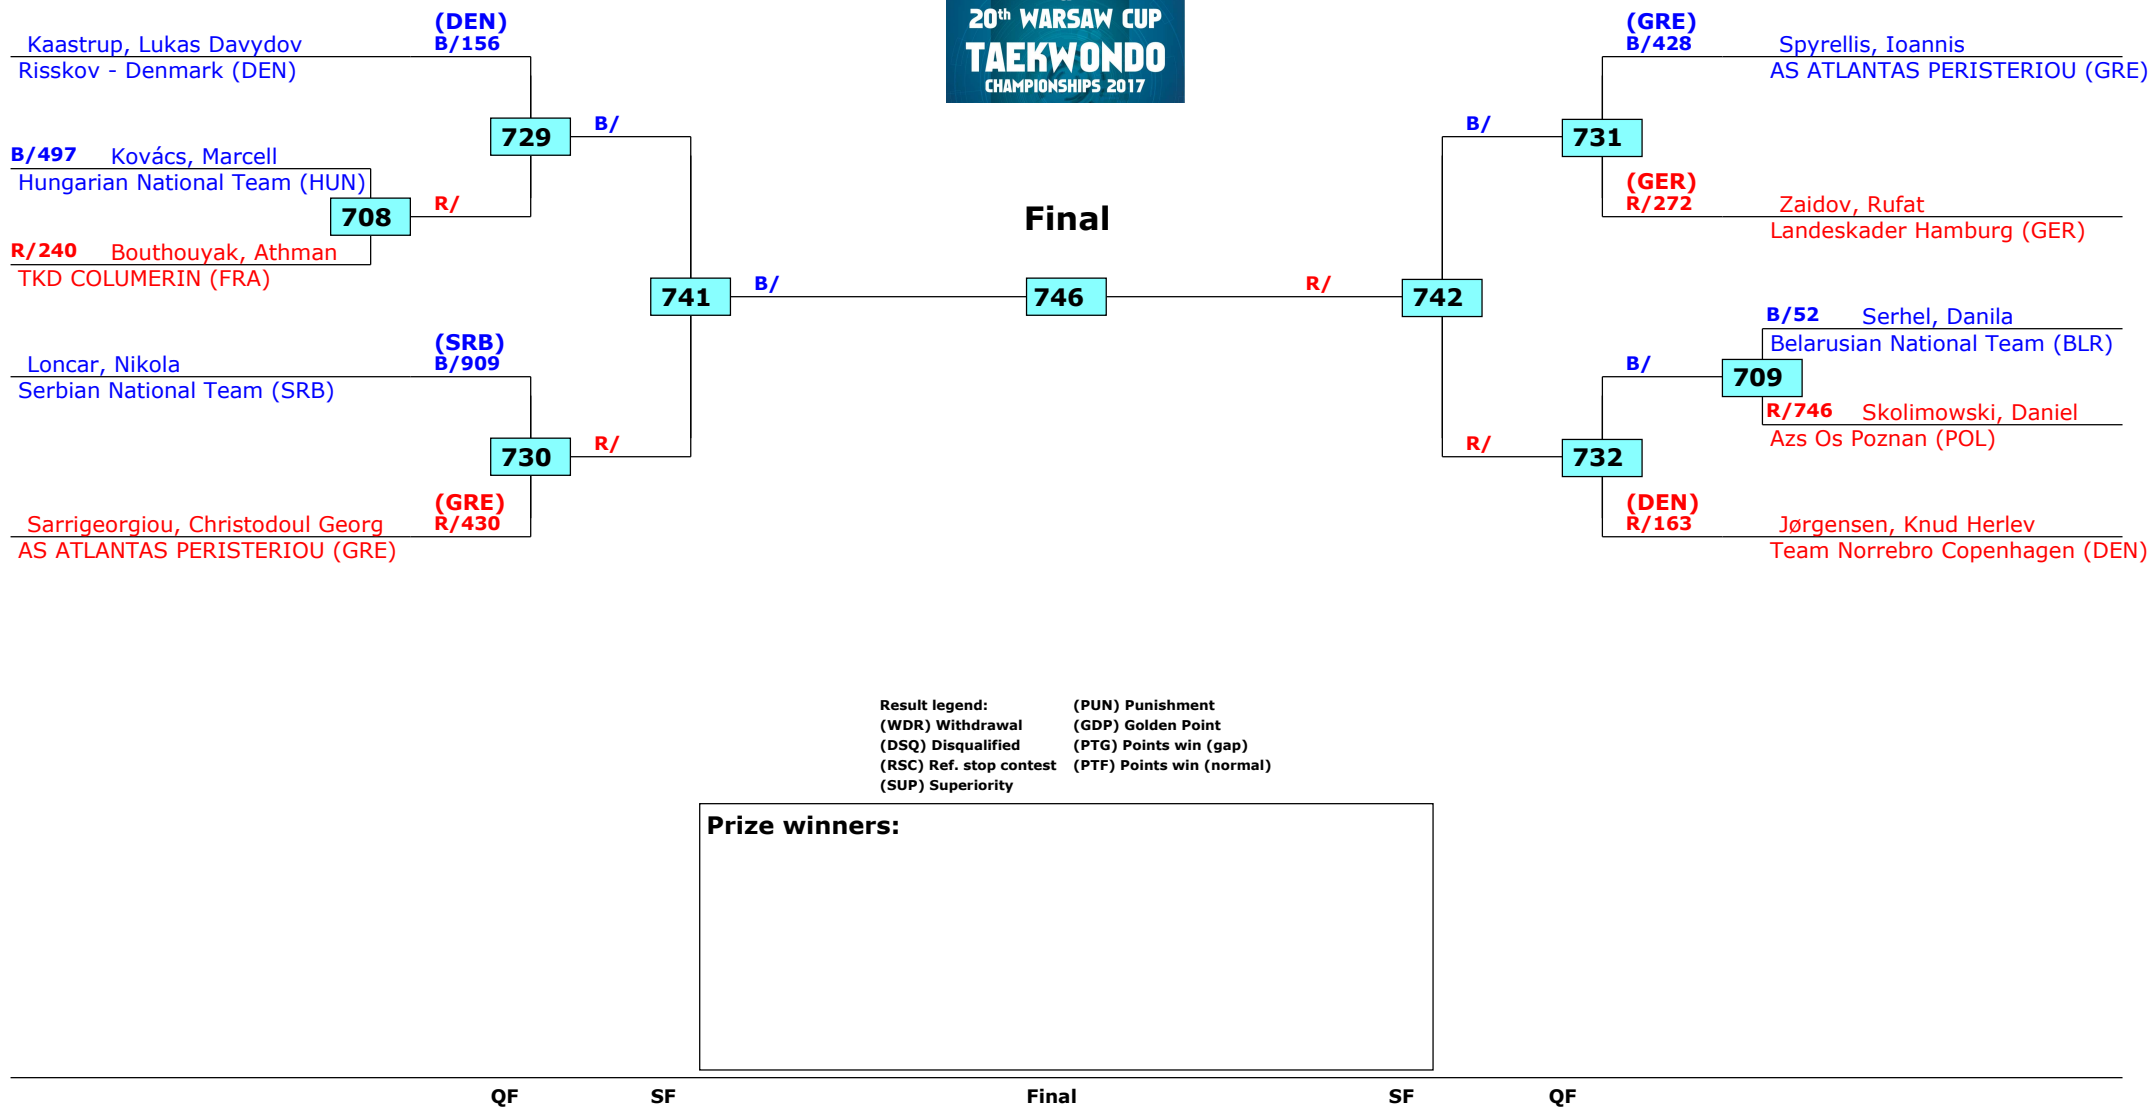 20th WARSAW CUP
TAEKWONDO
CHAMPIONSHIPS 2017
(DEN)
Kaastrup, Lukas Davydov B/156
Risskov - Denmark (DEN)
729
B/
B/497 Kovács, Marcell
Hungarian National Team (HUN)
708
R/
R/240 Bouthouyak, Athman
TKD COLUMERIN (FRA)
741
B/
(SRB)
Loncar, Nikola B/909
Serbian National Team (SRB)
730
R/
(GRE)
Sarrigeorgiou, Christodoul Georg R/430
AS ATLANTAS PERISTERIOU (GRE)
Final
746
(GRE)
B/428 Spyrellis, Ioannis
AS ATLANTAS PERISTERIOU (GRE)
B/
731
(GER)
R/272 Zaidov, Rufat
Landeskader Hamburg (GER)
R/
742
B/52 Serhel, Danila
Belarusian National Team (BLR)
B/
709
R/746 Skolimowski, Daniel
Azs Os Poznan (POL)
R/
732
(DEN)
R/163 Jørgensen, Knud Herlev
Team Norrebro Copenhagen (DEN)
Result legend: (PUN) Punishment
(WDR) Withdrawal (GDP) Golden Point
(DSQ) Disqualified (PTG) Points win (gap)
(RSC) Ref. stop contest (PTF) Points win (normal)
(SUP) Superiority
Prize winners:
QF SF Final SF QF